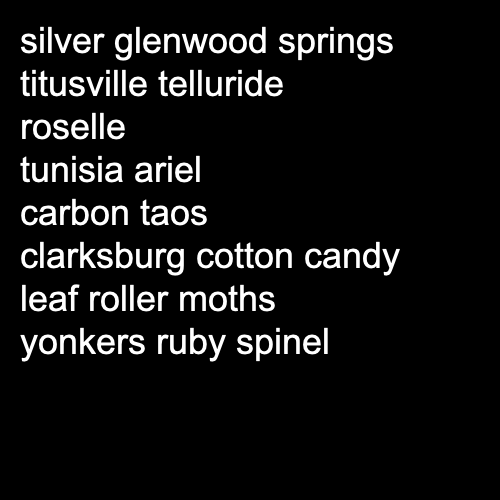 silver glenwood springs
titusville telluride
roselle
tunisia ariel
carbon taos
clarksburg cotton candy
leaf roller moths
yonkers ruby spinel